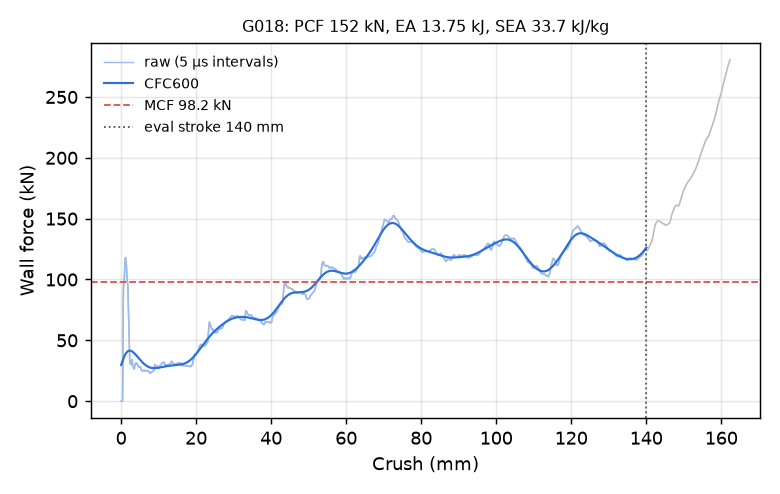 G018: PCF 152 kN, EA 13.75 kJ, SEA 33.7 kJ/kg
raw (5 µs intervals)
CFC600
MCF 98.2 kN
eval stroke 140 mm
Wall force (kN)
250
200
150
100
50
0
0 20 40 60 80 100 120 140 160
Crush (mm)